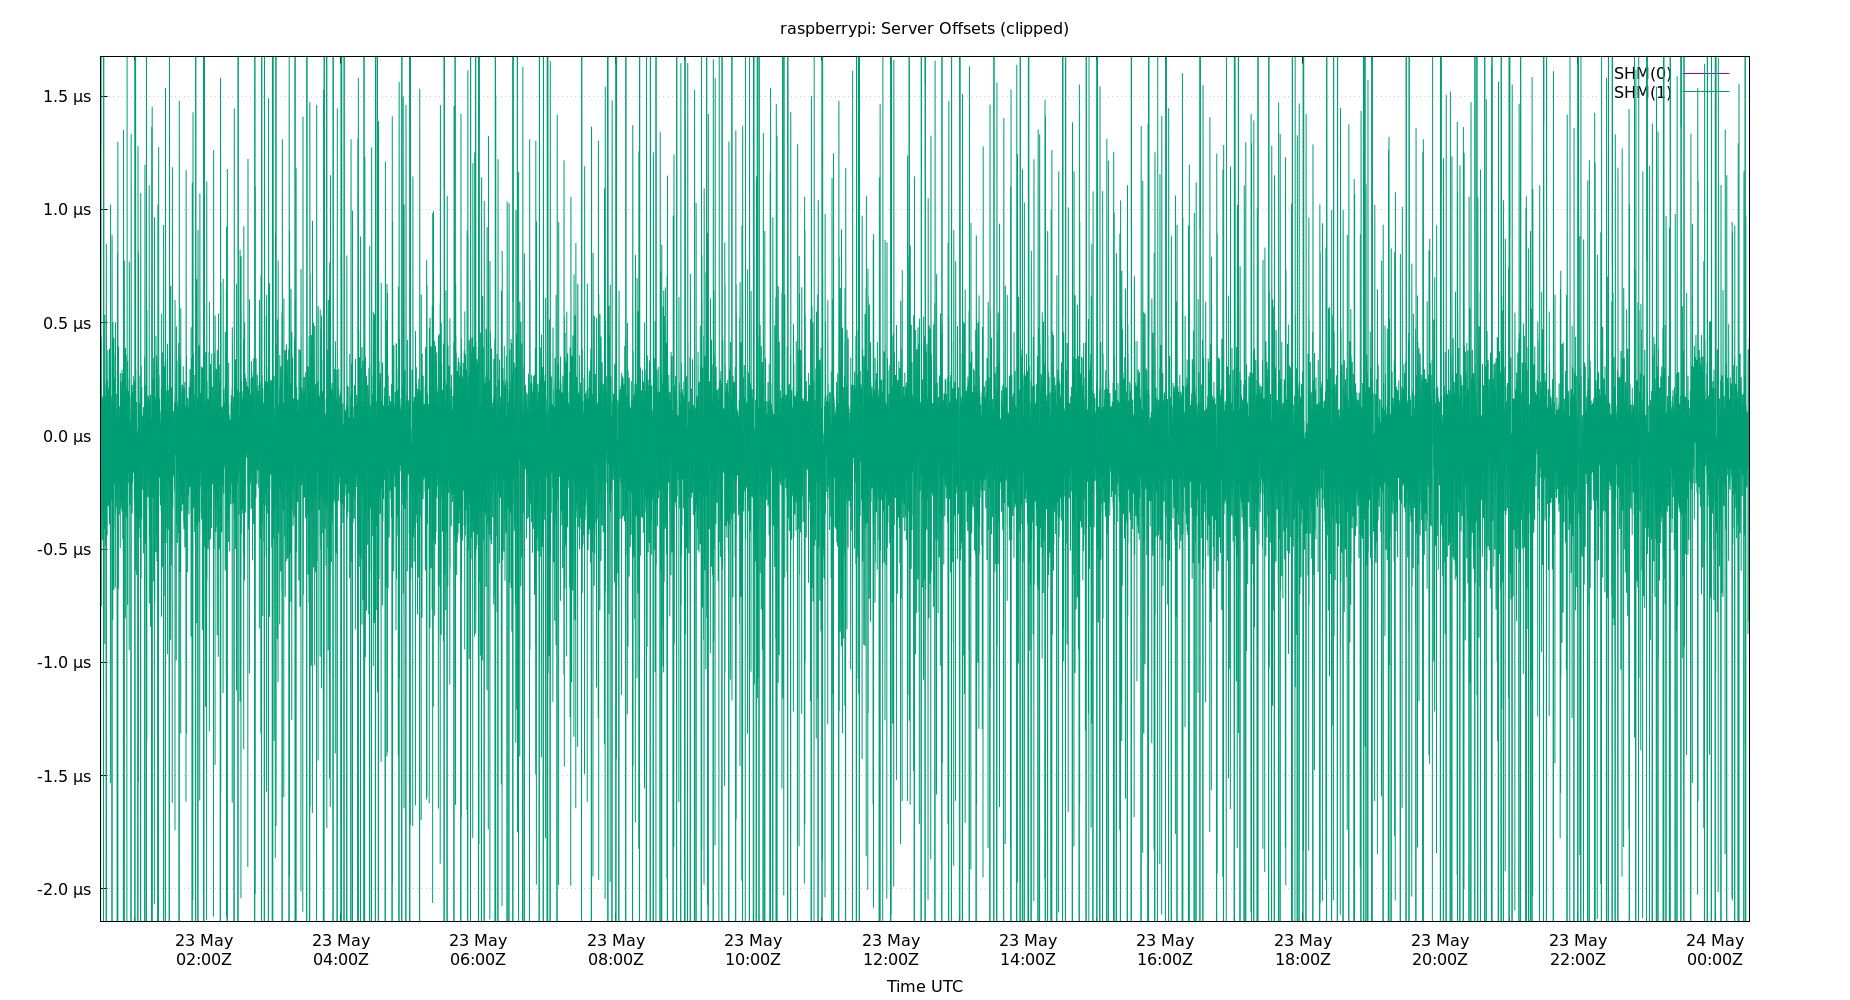 raspberrypi: Server Offsets (clipped)
SHM(0)
SHM(1)
1.5 µs
1.0 µs
0.5 µs
0.0 µs
-0.5 µs
-1.0 µs
-1.5 µs
-2.0 µs
23 May 23 May 23 May 23 May 23 May 23 May 23 May 23 May 23 May 23 May 23 May 24 May
02:00Z 04:00Z 06:00Z 08:00Z 10:00Z 12:00Z 14:00Z 16:00Z 18:00Z 20:00Z 22:00Z 00:00Z
Time UTC